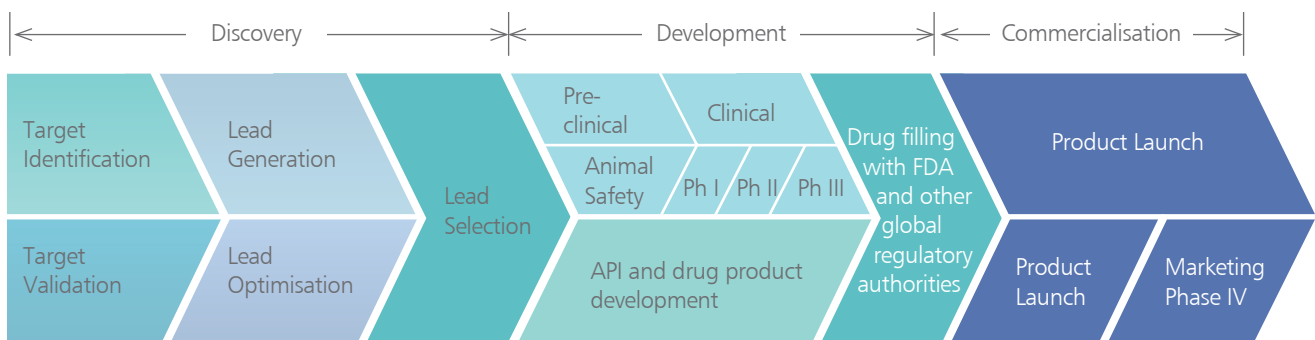 Discovery
Development
Commercialisation
Target
Identification
Target
Validation
Lead
Generation
Lead
Optimisation
Lead
Selection
Pre-
clinical
Clinical
Animal
Safety
Ph I
Ph II
Ph III
API and drug product
development
Drug filling
with FDA
and other
global
regulatory
authorities
Product Launch
Product
Launch
Marketing
Phase IV